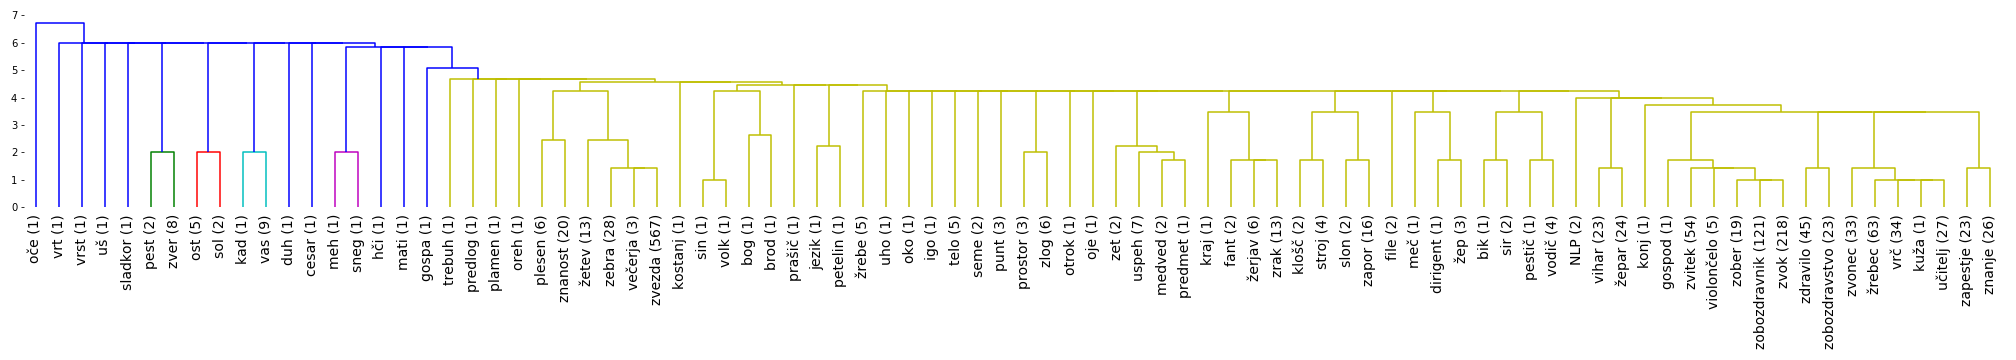 7
6
5
4
3
2
1
0
oče (1)
vrt (1)
vrst (1)
uš (1)
sladkor (1)
pest (2)
zver (8)
ost (5)
sol (2)
kad (1)
vas (9)
duh (1)
cesar (1)
meh (1)
sneg (1)
hči (1)
mati (1)
gospa (1)
trebuh (1)
predlog (1)
plamen (1)
oreh (1)
plesen (6)
znanost (20)
žetev (13)
zebra (28)
večerja (3)
zvezda (567)
kostanj (1)
sin (1)
volk (1)
bog (1)
brod (1)
prašič (1)
jezik (1)
petelin (1)
žrebe (5)
uho (1)
oko (1)
igo (1)
telo (5)
seme (2)
punt (3)
prostor (3)
zlog (6)
otrok (1)
oje (1)
zet (2)
uspeh (7)
medved (2)
predmet (1)
kraj (1)
fant (2)
žerjav (6)
zrak (13)
klošč (2)
stroj (4)
slon (2)
zapor (16)
file (2)
meč (1)
dirigent (1)
žep (3)
bik (1)
sir (2)
pestič (1)
vodič (4)
NLP (2)
vihar (23)
žepar (24)
konj (1)
gospod (1)
zvitek (54)
violončelo (5)
zober (19)
zobozdravnik (121)
zvok (218)
zdravilo (45)
zobozdravstvo (23)
zvonec (33)
žrebec (63)
vrč (34)
kuža (1)
učitelj (27)
zapestje (23)
znanje (26)